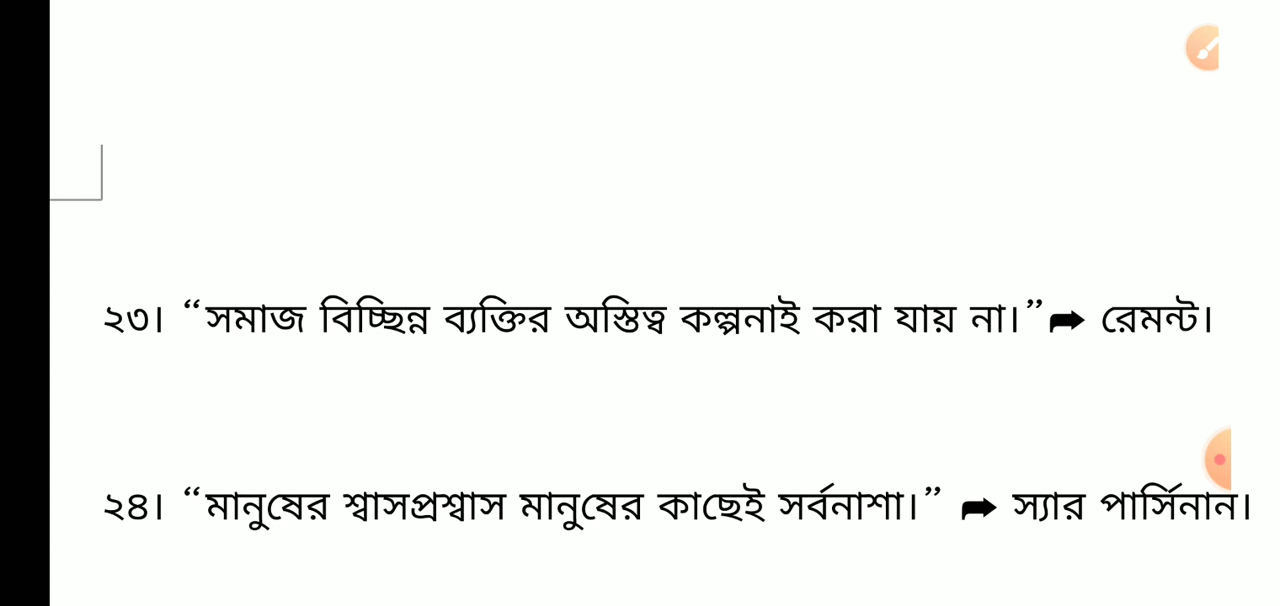 ২৩। “সমাজ বিচ্ছিন্ন ব্যক্তির অস্তিত্ব কল্পনাই করা যায় না।”➦ রেমন্ট।
২৪। “মানুষের শ্বাসপ্রশ্বাস মানুষের কাছেই সর্বনাশা।” ➦ স্যার পার্সিনান।